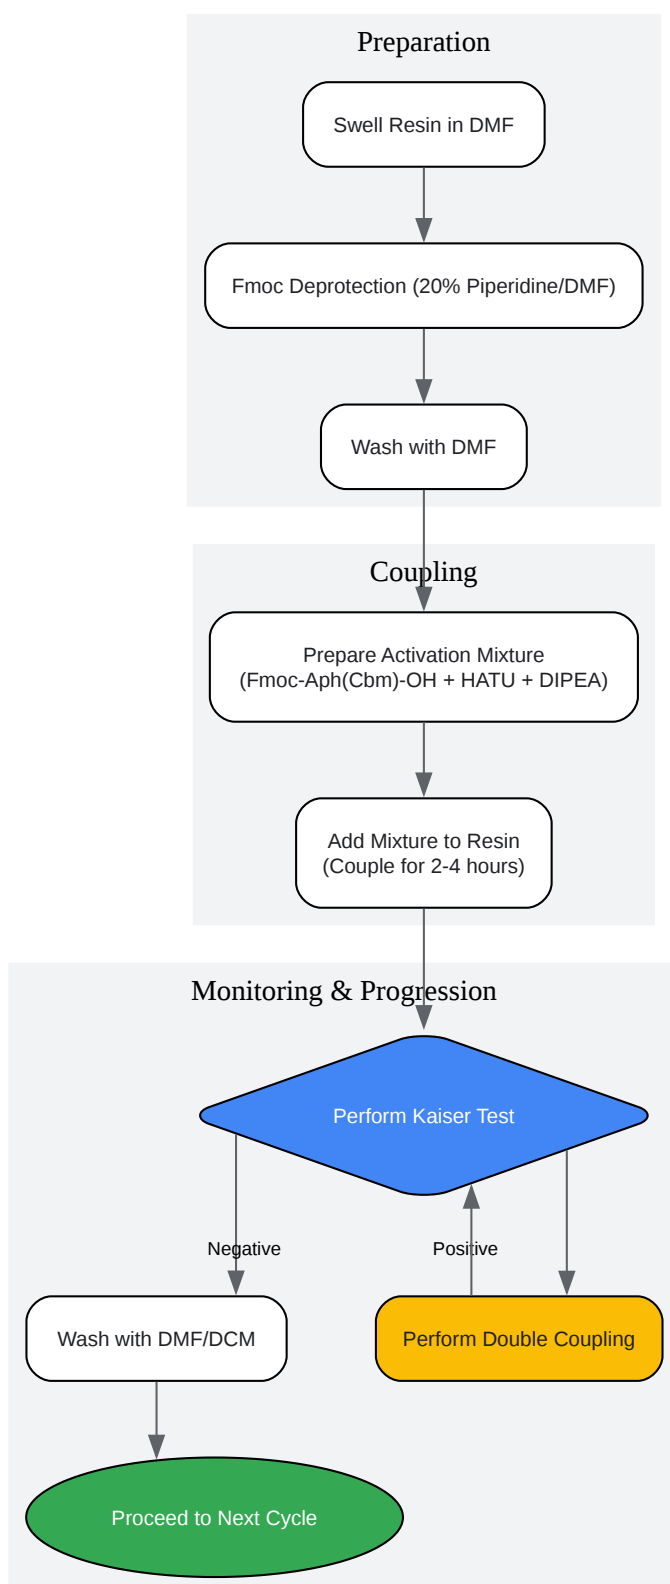 Preparation
Swell Resin in DMF
Fmoc Deprotection (20% Piperidine/DMF)
Wash with DMF
Coupling
Prepare Activation Mixture
(Fmoc-Aph(Cbm)-OH + HATU + DIPEA)
Add Mixture to Resin
(Couple for 2-4 hours)
Monitoring & Progression
Perform Kaiser Test
Negative
Positive
Wash with DMF/DCM
Perform Double Coupling
Proceed to Next Cycle